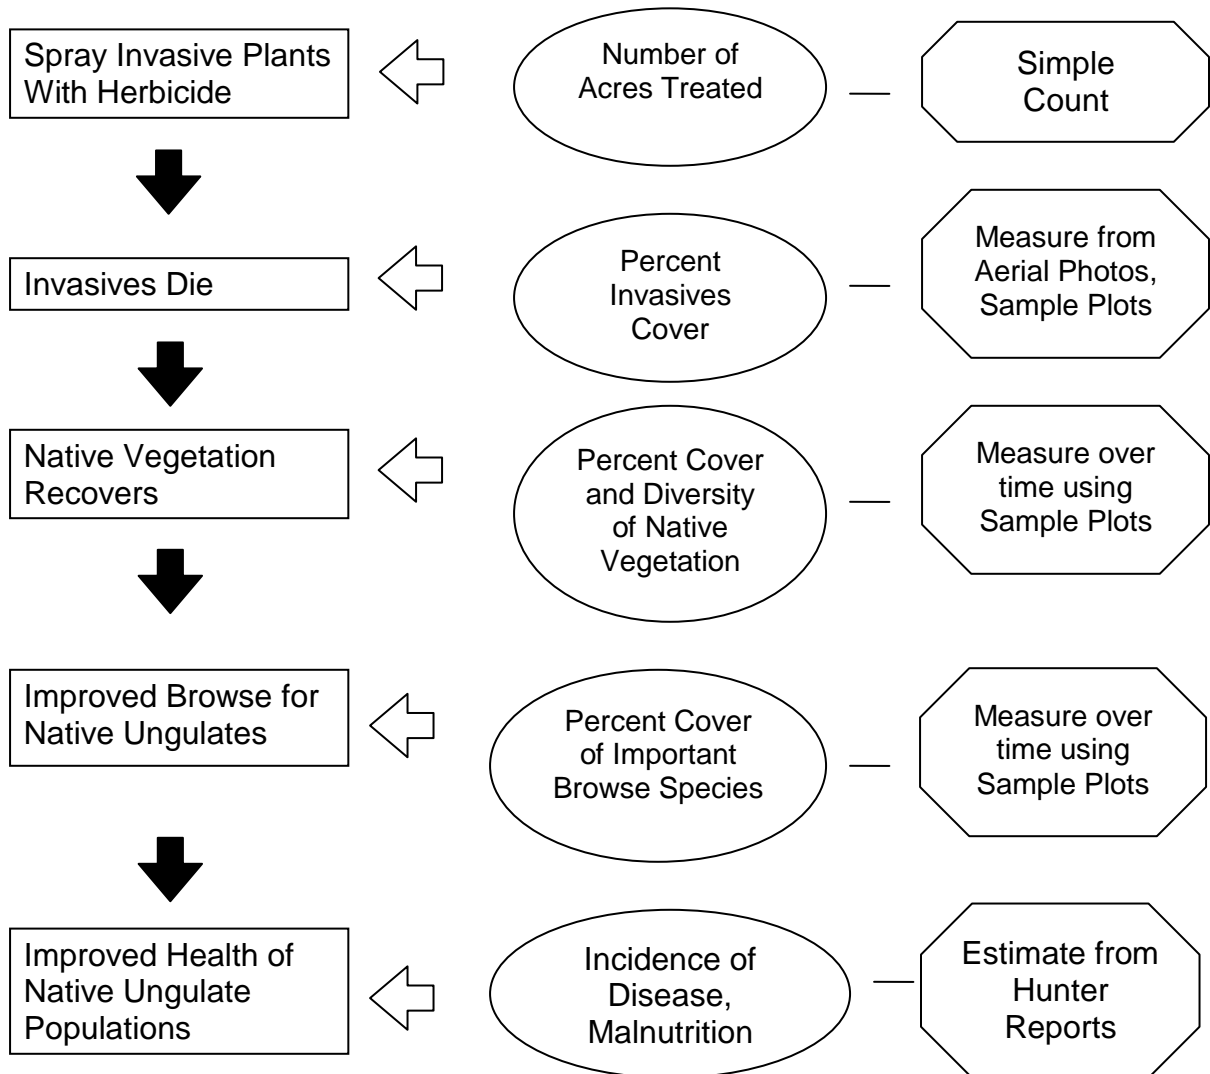 Spray Invasive Plants
With Herbicide
Number of
Acres Treated
Simple
Count
Invasives Die
Percent
Invasives
Cover
Measure from
Aerial Photos,
Sample Plots
Native Vegetation
Recovers
Percent Cover
and Diversity
of Native
Vegetation
Measure over
time using
Sample Plots
Improved Browse for
Native Ungulates
Percent Cover
of Important
Browse Species
Measure over
time using
Sample Plots
Improved Health of
Native Ungulate
Populations
Incidence of
Disease,
Malnutrition
Estimate from
Hunter
Reports